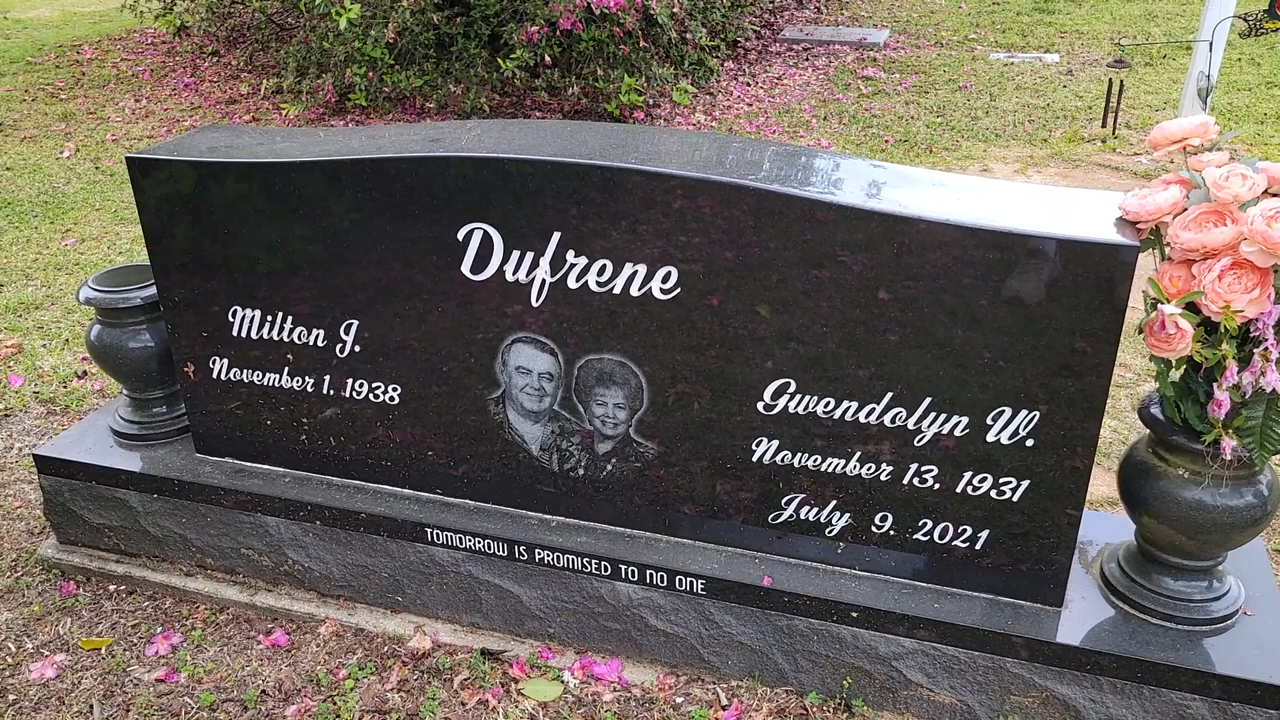 Dufrene
Milton J.
November 1, 1938
Gwendolyn W.
November 13, 1931
July 9, 2021
TOMORROW IS PROMISED TO NO ONE